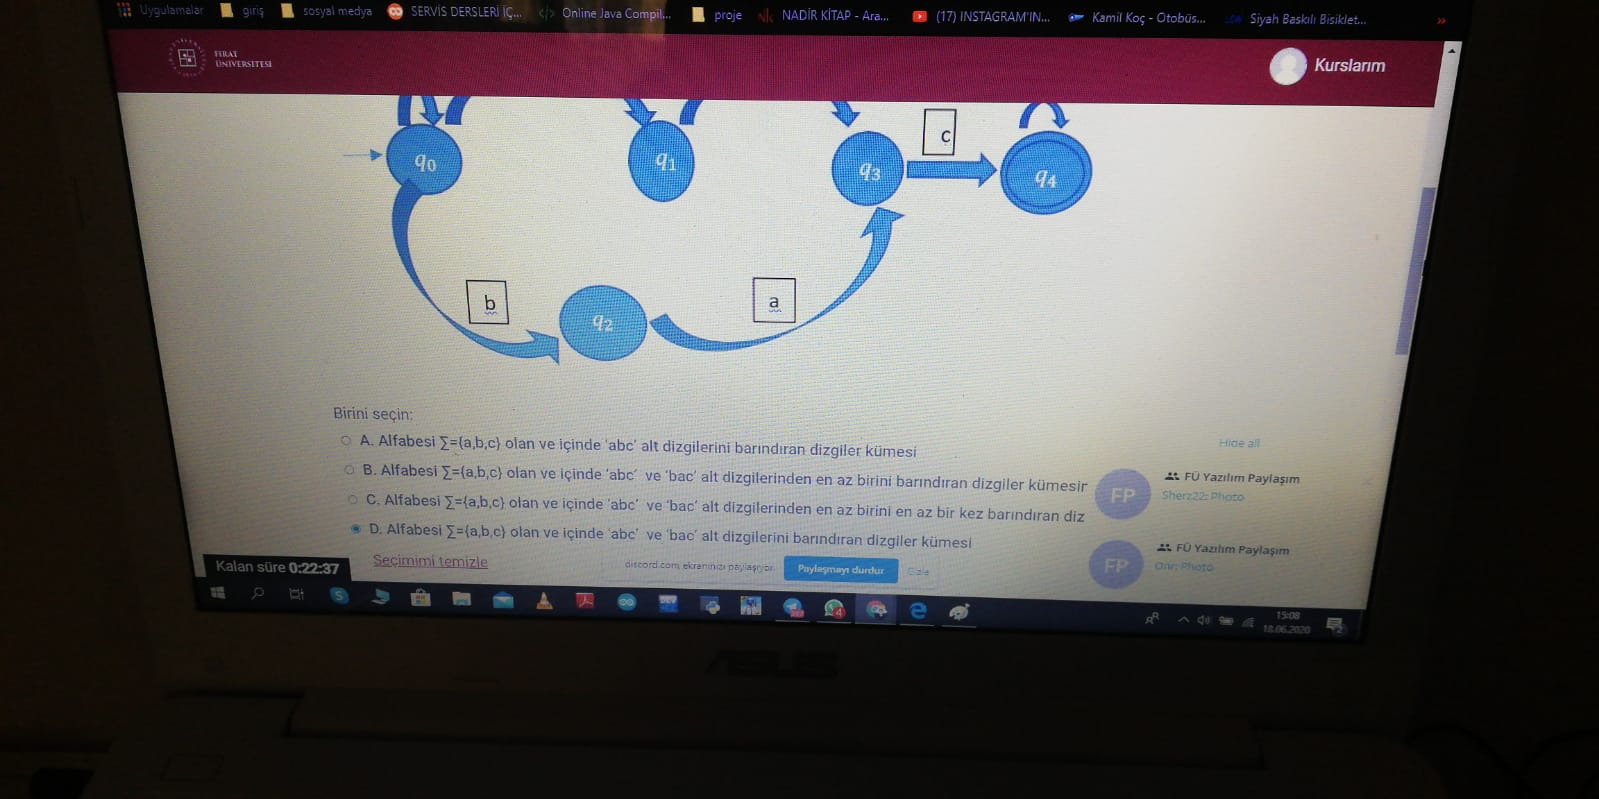 Uygulamalar giriş sosyal medya SERVİS DERSLERİ İÇ... Online Java Compil... proje NADİR KİTAP - Ara... (17) INSTAGRAM'IN... Kamil Koç - Otobüs... Siyah Baskılı Bisiklet... »
FIRAT
ÜNİVERSİTESİ
Kurslarım
c
q0
q1
q3
q4
b
a
q2
Birini seçin:
A. Alfabesi ∑={a,b,c} olan ve içinde 'abc' alt dizgilerini barındıran dizgiler kümesi
B. Alfabesi ∑={a,b,c} olan ve içinde 'abc' ve 'bac' alt dizgilerinden en az birini barındıran dizgiler kümesir
C. Alfabesi ∑={a,b,c} olan ve içinde 'abc' ve 'bac' alt dizgilerinden en az birini en az bir kez barındıran diz
D. Alfabesi ∑={a,b,c} olan ve içinde 'abc' ve 'bac' alt dizgilerini barındıran dizgiler kümesi
Seçimimi temizle
Hide all
FP
FÜ Yazılım Paylaşım
Sherz22: Photo
FP
FÜ Yazılım Paylaşım
Onr: Photo
Kalan süre 0:22:37
discord.com ekranınızı paylaşıyor.
Paylaşmayı durdur
Gizle
15:08
18.06.2020
ASUS